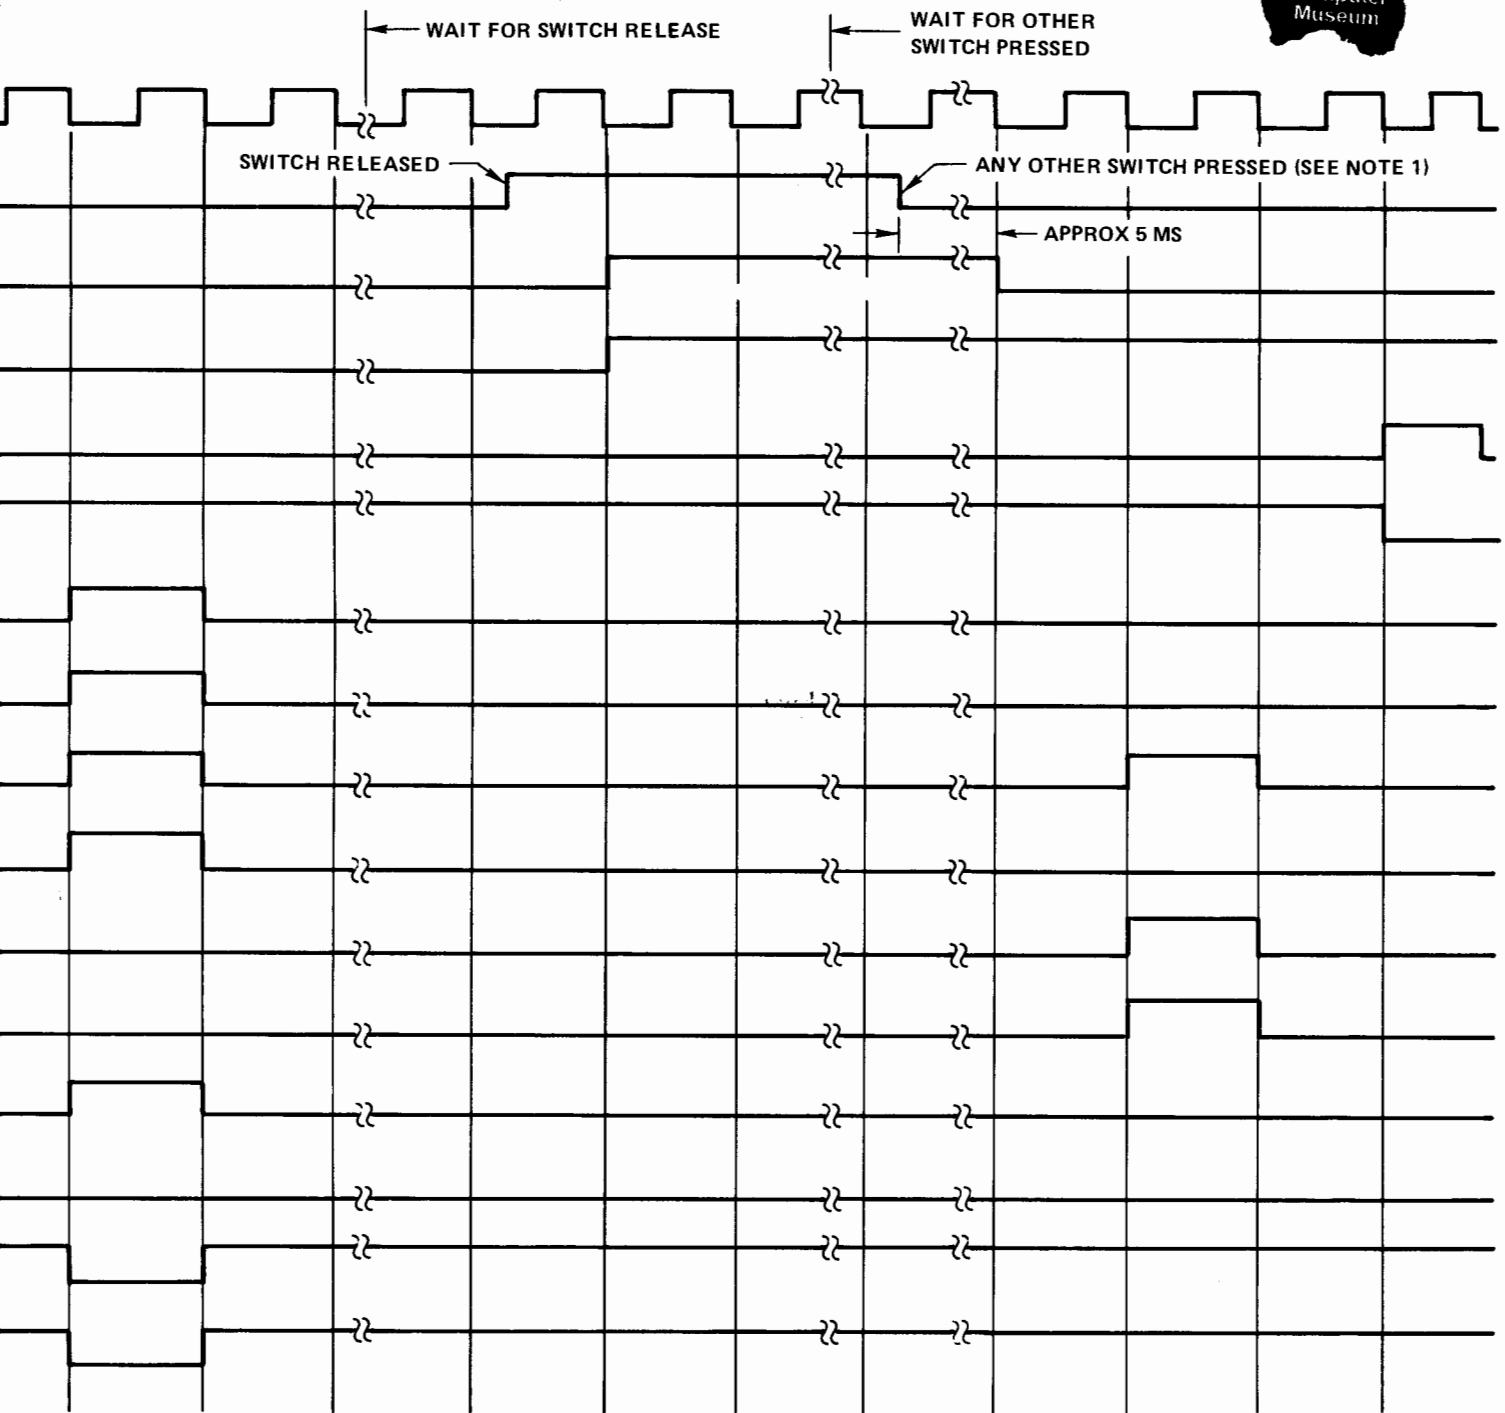 WAIT FOR SWITCH RELEASE
WAIT FOR OTHER
SWITCH PRESSED
Museum
SWITCH RELEASED
ANY OTHER SWITCH PRESSED (SEE NOTE 1)
APPROX 5 MS